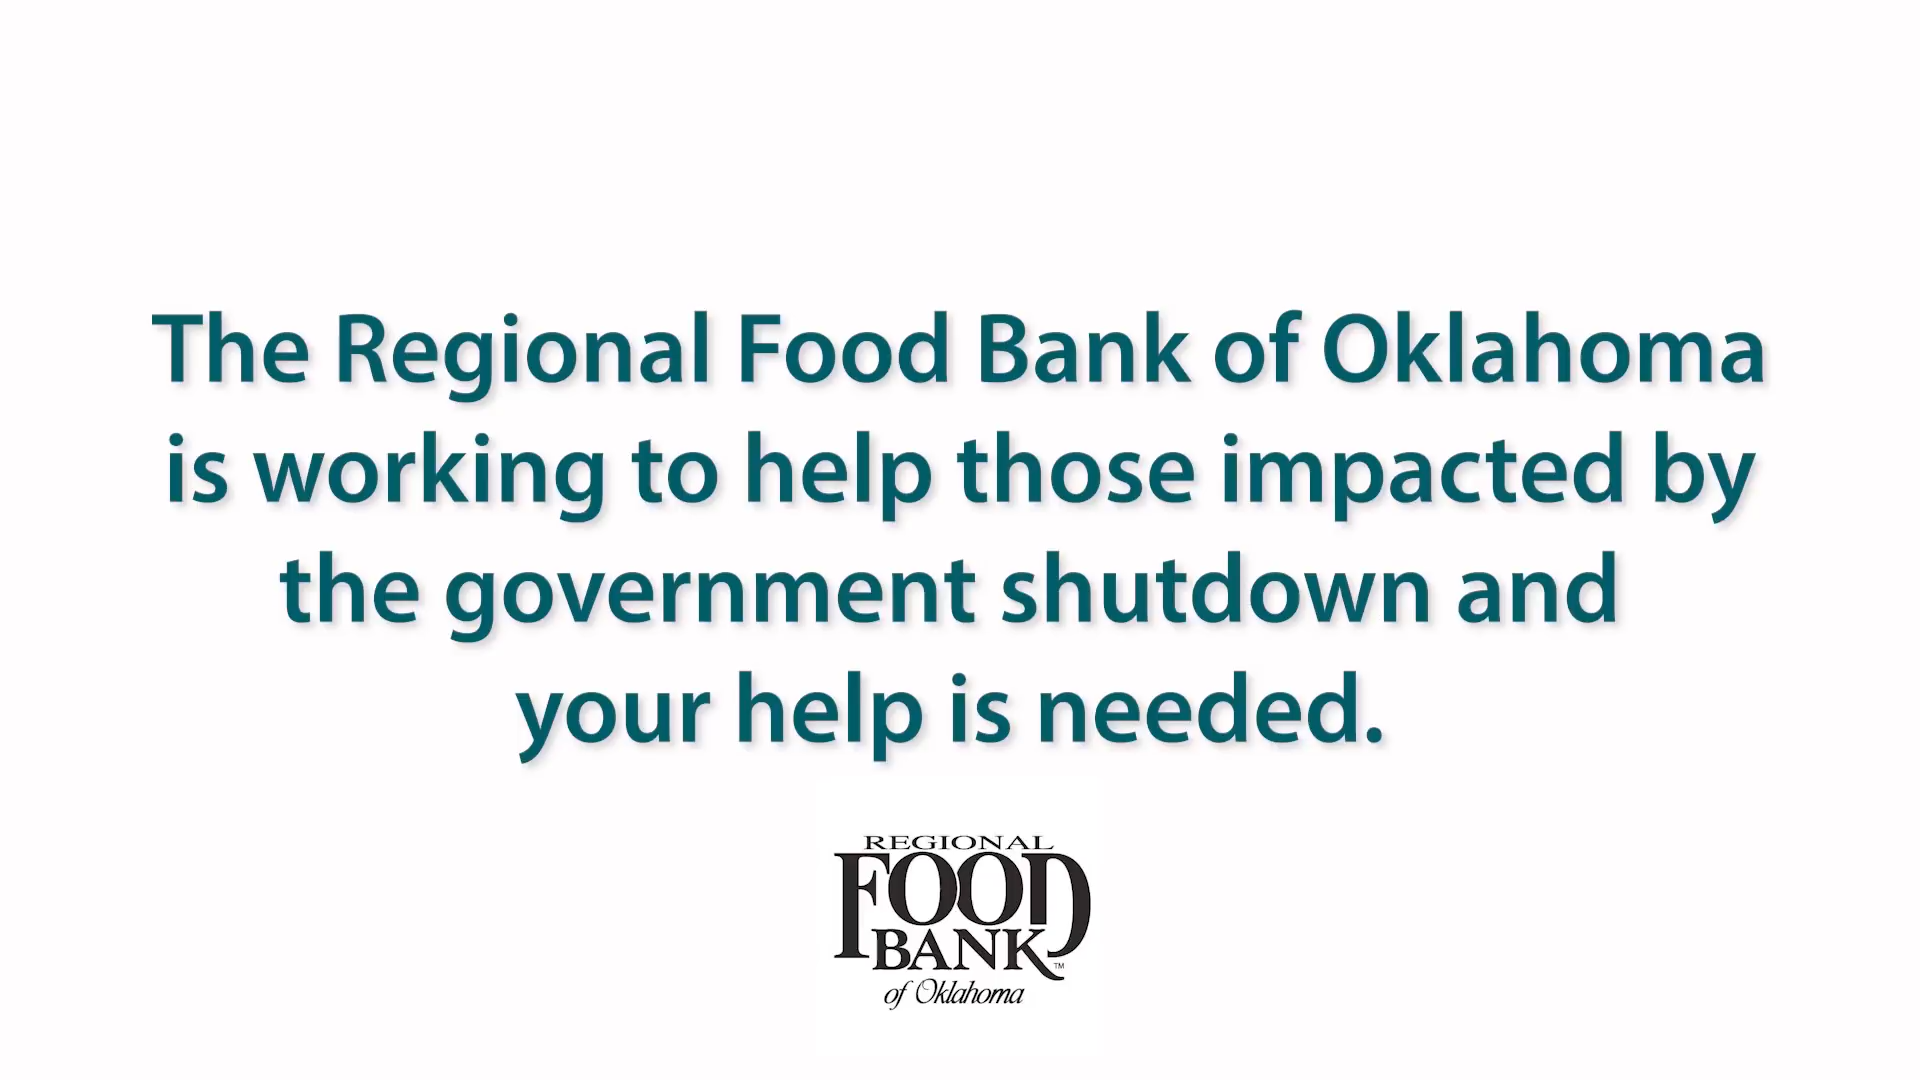 The Regional Food Bank of Oklahoma
is working to help those impacted by
the government shutdown and
your help is needed.
REGIONAL
FOOD
BANK™
of Oklahoma